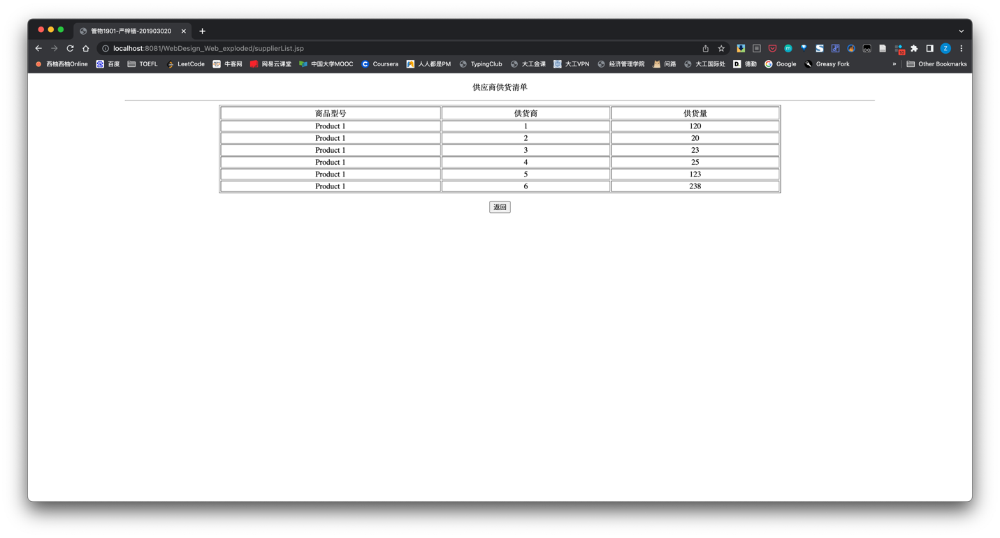 管物1901-严梓锴-201903020
localhost:8081/WebDesign_Web_exploded/supplierList.jsp
Z
10
西柚西柚Online 百度 TOEFL LeetCode 牛客网 网易云课堂 中国大学MOOC Coursera 人人都是PM TypingClub 大工金课 大工VPN 经济管理学院 问路 大工国际处 德勤 Google Greasy Fork » Other Bookmarks
供应商供货清单
商品型号 供货商 供货量
Product 1 1 120
Product 1 2 20
Product 1 3 23
Product 1 4 25
Product 1 5 123
Product 1 6 238
返回